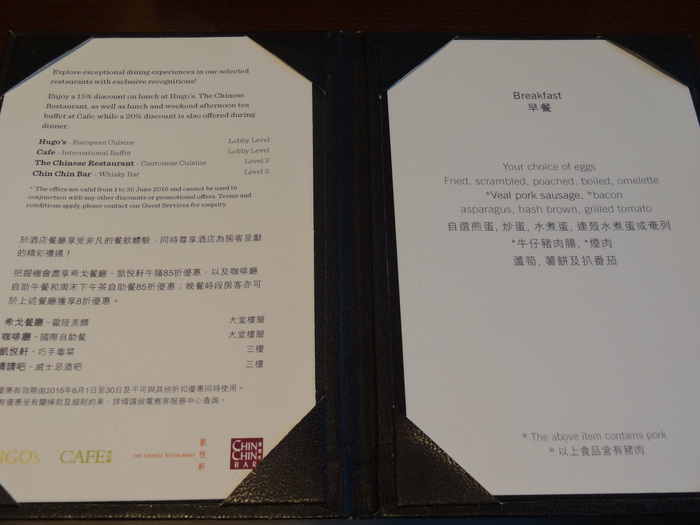 Explore exceptional dining experiences in our selected
restaurants with exclusive recognitions!
Enjoy a 15% discount on lunch at Hugo's, The Chinese
Restaurant, as well as lunch and weekend afternoon tea
buffet at Cafe; while a 20% discount is also offered during
dinner.
Hugo's - European Cuisine Lobby Level
Cafe - International Buffet Lobby Level
The Chinese Restaurant - Cantonese Cuisine Level 3
Chin Chin Bar - Whisky Bar Level 3
* The offers are valid from 1 to 30 June 2016 and cannot be used in
conjunction with any other discounts or promotional offers. Terms and
conditions apply, please contact our Guest Services for enquiry.
於酒店餐廳享受非凡的餐飲體驗，同時尊享酒店為房客呈獻
的精彩禮遇！
把握機會盡享希戈餐廳、凱悅軒午膳85折優惠，以及咖啡廳
自助午餐和周末下午茶自助餐85折優惠；晚餐時段房客亦可
於上述餐廳獲享8折優惠。
希戈餐廳 - 歐陸美饌 大堂樓層
咖啡廳 - 國際自助餐 大堂樓層
凱悅軒 - 巧手粵菜 三樓
請請吧 - 威士忌酒吧 三樓
優惠有效期由2016年6月1日至30日及不可與其他折扣優惠同時使用。
有優惠受有關條款及細則約束，詳情請致電賓客服務中心查詢。
HUGO's CAFE THE CHINESE RESTAURANT 凱悅軒 CHIN CHIN BAR
Breakfast
早餐
Your choice of eggs
Fried, scrambled, poached, boiled, omelette
*Veal pork sausage, *bacon
asparagus, hash brown, grilled tomato
自選煎蛋, 炒蛋, 水煮蛋, 連殼水煮蛋或奄列
*牛仔豬肉腸, *煙肉
蘆筍, 薯餅及扒番茄
* The above item contains pork
* 以上食品含有豬肉